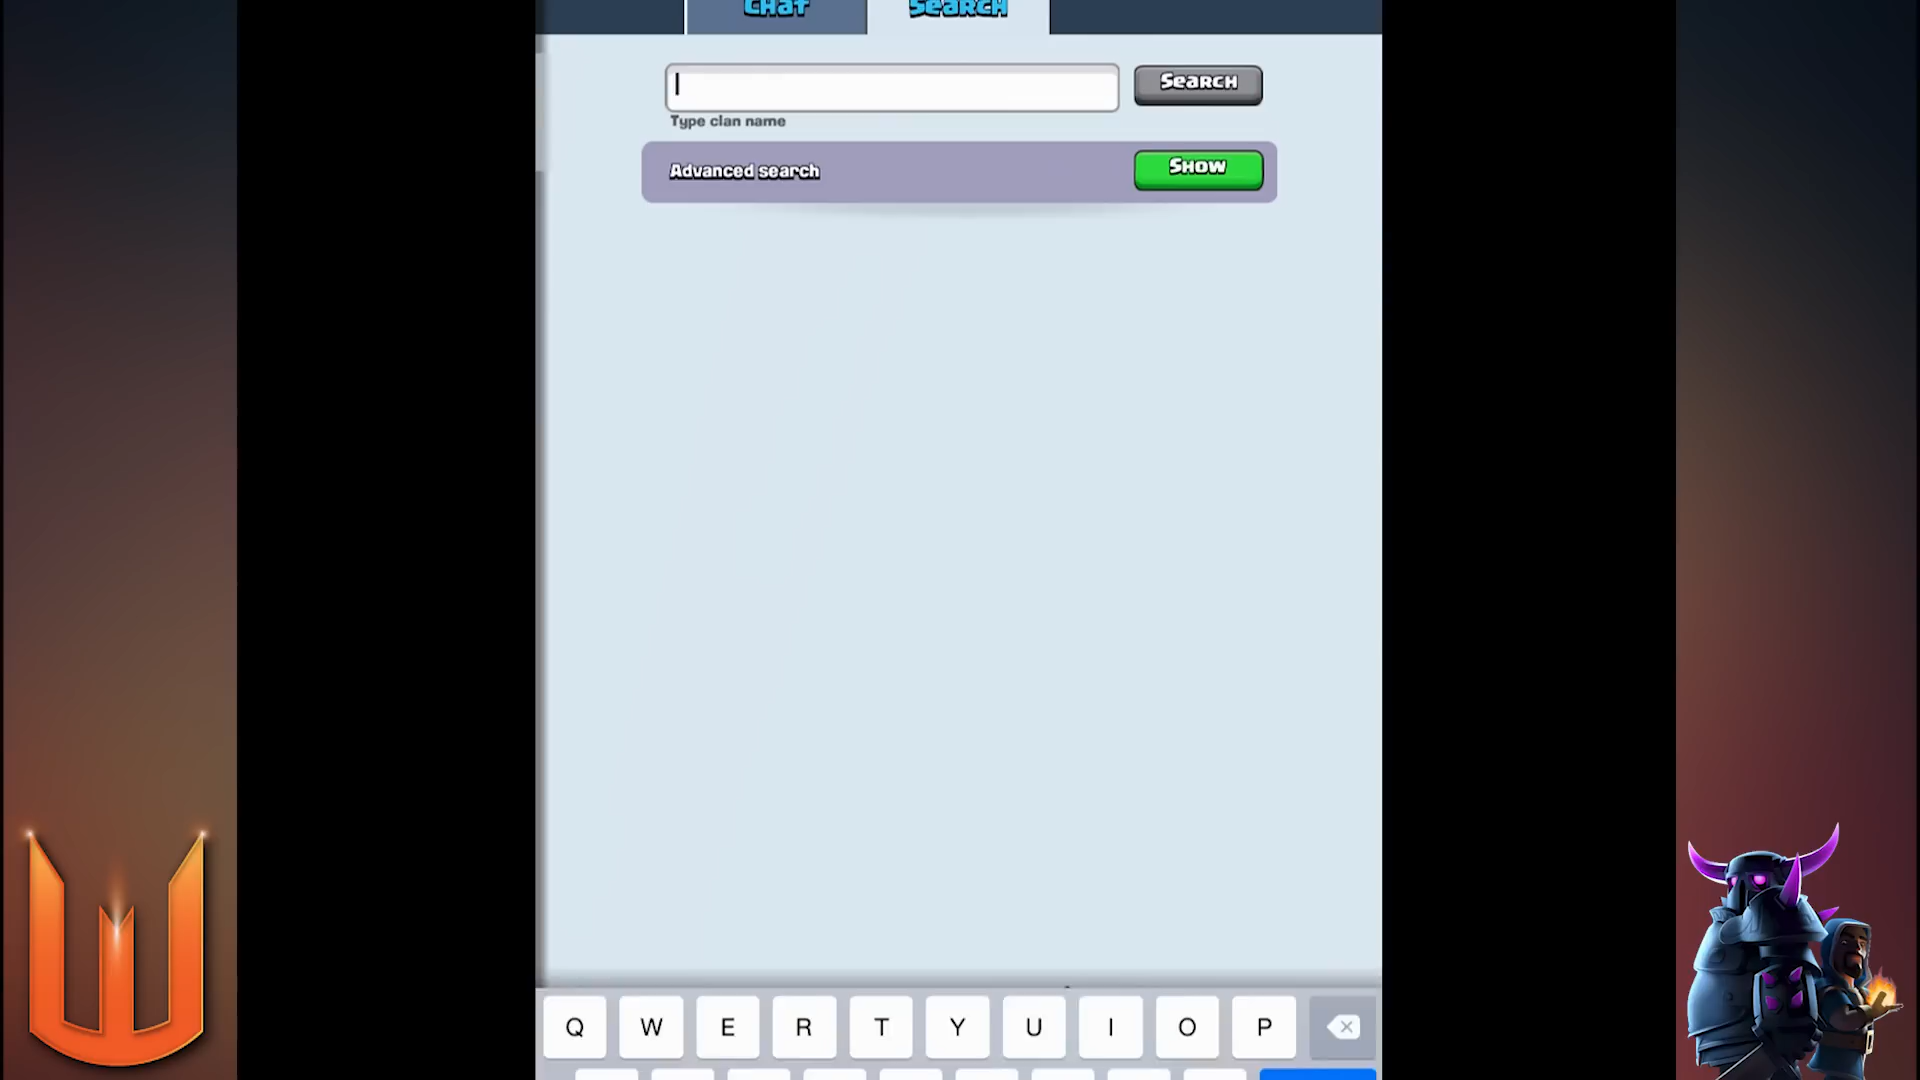 Chat Search
Search
Type clan name
Advanced search Show
Q W E R T Y U I O P